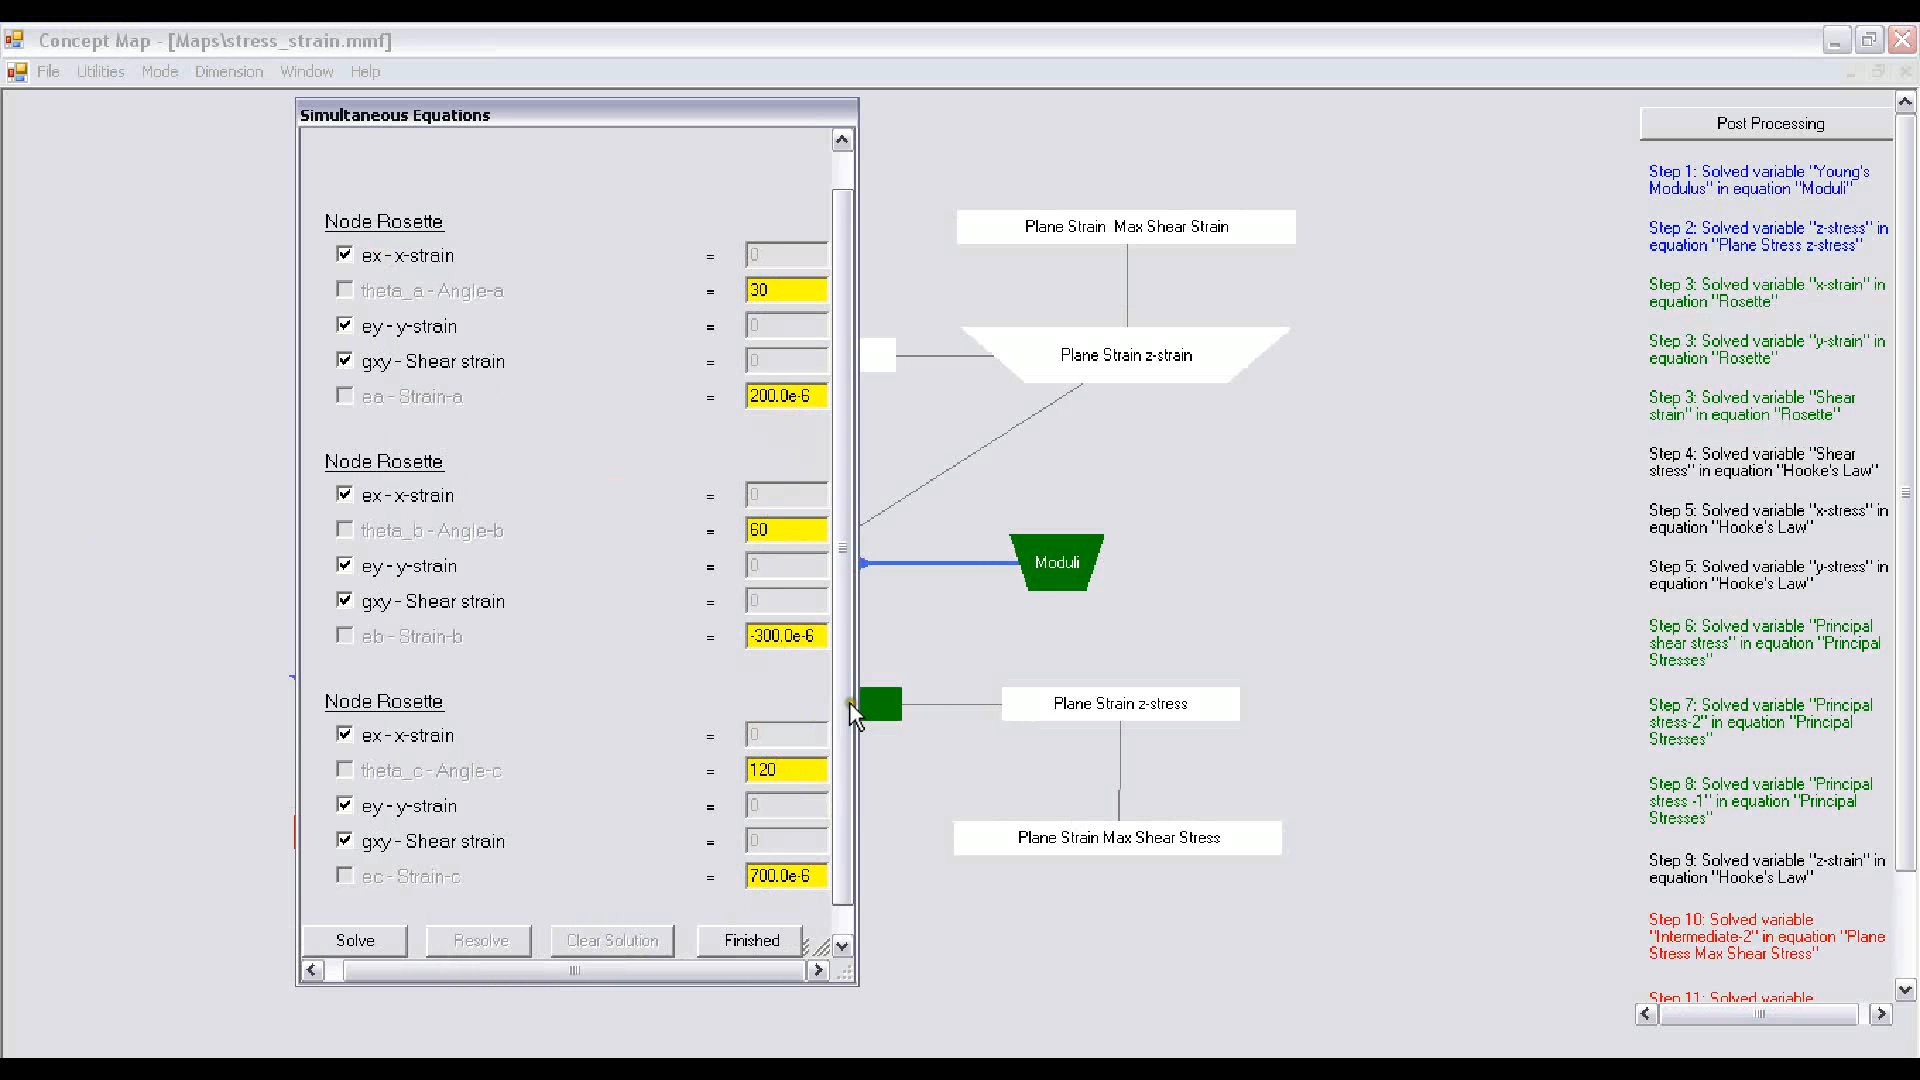 Concept Map - [Maps\stress_strain.mmf]
File Utilities Mode Dimension Window Help
Simultaneous Equations
Node Rosette
ex - x-strain = 0
theta_a - Angle-a = 30
ey - y-strain = 0
gxy - Shear strain = 0
ea - Strain-a = 200.0e-6
Node Rosette
ex - x-strain = 0
theta_b - Angle-b = 60
ey - y-strain = 0
gxy - Shear strain = 0
eb - Strain-b = -300.0e-6
Node Rosette
ex - x-strain = 0
theta_c - Angle-c = 120
ey - y-strain = 0
gxy - Shear strain = 0
ec - Strain-c = 700.0e-6
Solve Resolve Clear Solution Finished
Plane Strain Max Shear Strain
Plane Strain z-strain
Moduli
Plane Strain z-stress
Plane Strain Max Shear Stress
Post Processing
Step 1: Solved variable "Young's
Modulus" in equation "Moduli"
Step 2: Solved variable "z-stress" in
equation "Plane Stress z-stress"
Step 3: Solved variable "x-strain" in
equation "Rosette"
Step 3: Solved variable "y-strain" in
equation "Rosette"
Step 3: Solved variable "Shear
strain" in equation "Rosette"
Step 4: Solved variable "Shear
stress" in equation "Hooke's Law"
Step 5: Solved variable "x-stress" in
equation "Hooke's Law"
Step 5: Solved variable "y-stress" in
equation "Hooke's Law"
Step 6: Solved variable "Principal
shear stress" in equation "Principal
Stresses"
Step 7: Solved variable "Principal
stress-2" in equation "Principal
Stresses"
Step 8: Solved variable "Principal
stress -1" in equation "Principal
Stresses"
Step 9: Solved variable "z-strain" in
equation "Hooke's Law"
Step 10: Solved variable
"Intermediate-2" in equation "Plane
Stress Max Shear Stress"
Step 11: Solved variable